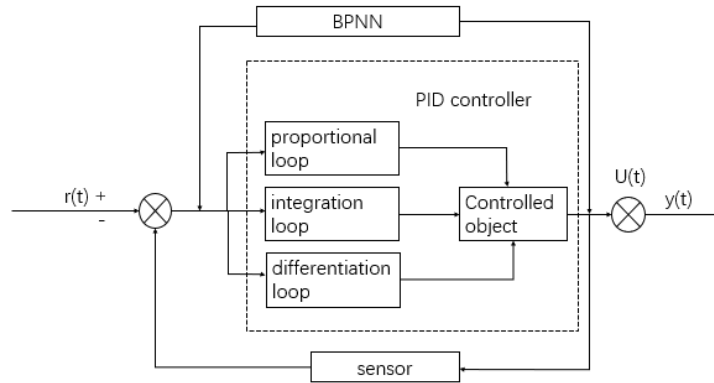 BPNN
PID controller
proportional
loop
r(t) +
-
integration
loop
Controlled
object
U(t)
y(t)
differentiation
loop
sensor